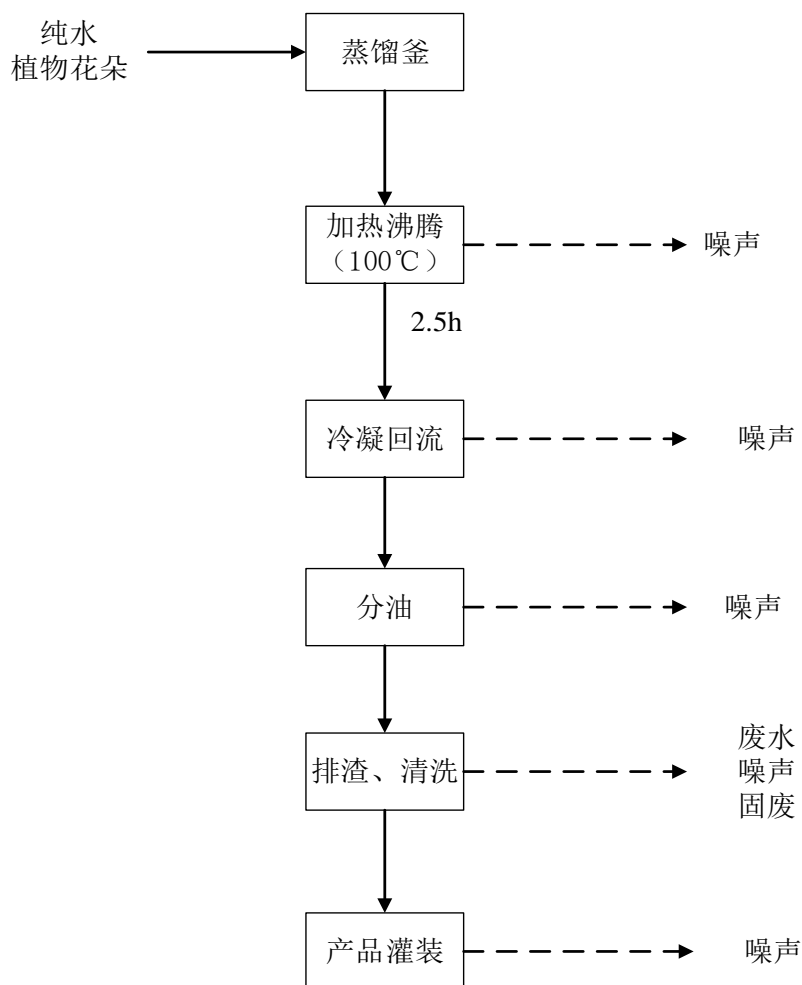 纯水
植物花朵
蒸馏釜
加热沸腾
（100℃）
噪声
2.5h
冷凝回流
噪声
分油
噪声
排渣、清洗
废水
噪声
固废
产品灌装
噪声